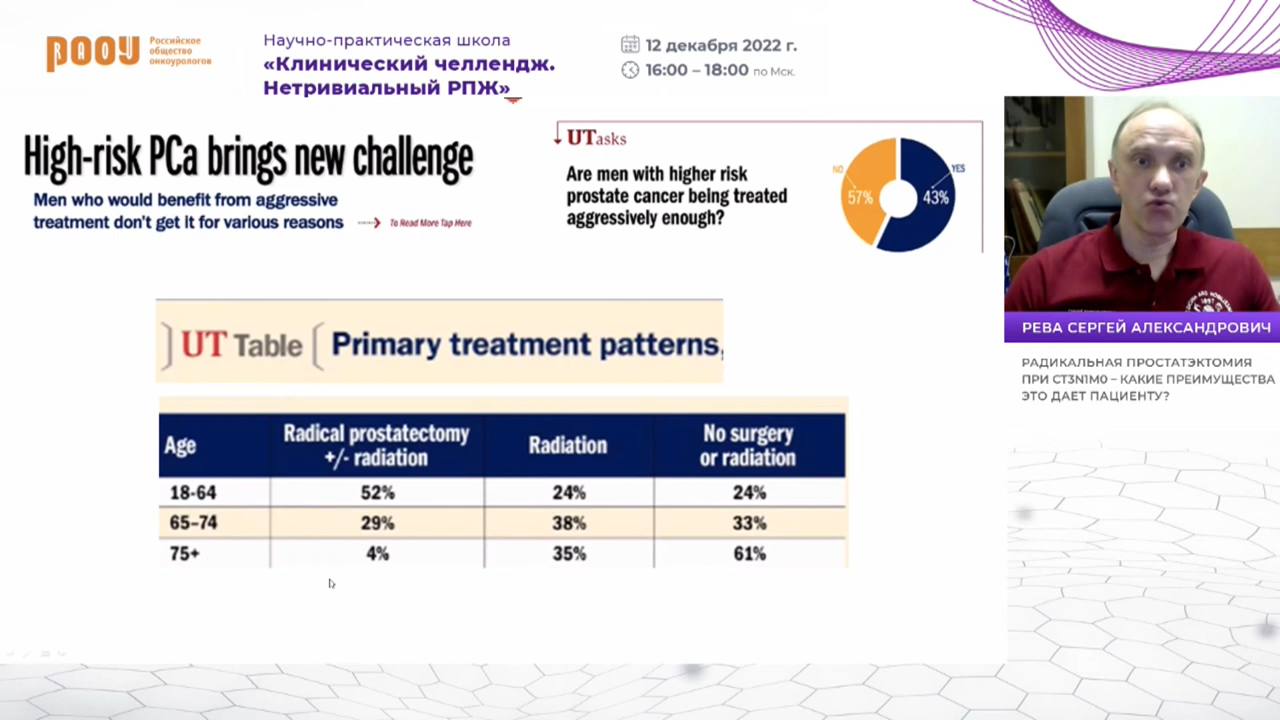 РАОУ
Российское
общество
онкоурологов
Научно-практическая школа
«Клинический челлендж.
Нетривиальный РПЖ»
12 декабря 2022 г.
16:00 – 18:00 по Мск.
High-risk PCa brings new challenge
Men who would benefit from aggressive
treatment don't get it for various reasons
To Read More Tap Here
UTasks
Are men with higher risk
prostate cancer being treated
aggressively enough?
NO
57%
YES
43%
UT Table Primary treatment patterns,
Age Radical prostatectomy +/- radiation Radiation No surgery or radiation
18-64 52% 24% 24%
65–74 29% 38% 33%
75+ 4% 35% 61%
1897
РЕВА СЕРГЕЙ АЛЕКСАНДРОВИЧ
РАДИКАЛЬНАЯ ПРОСТАТЭКТОМИЯ
ПРИ СТ3N1M0 – КАКИЕ ПРЕИМУЩЕСТВА
ЭТО ДАЕТ ПАЦИЕНТУ?